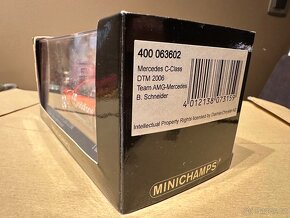 400 063602
Mercedes C-Class
DTM 2006
Team AMG-Mercedes
B. Schneider
4 012138 073159
Intellectual Property Rights licensed by DaimlerChrysler AG
MINICHAMPS